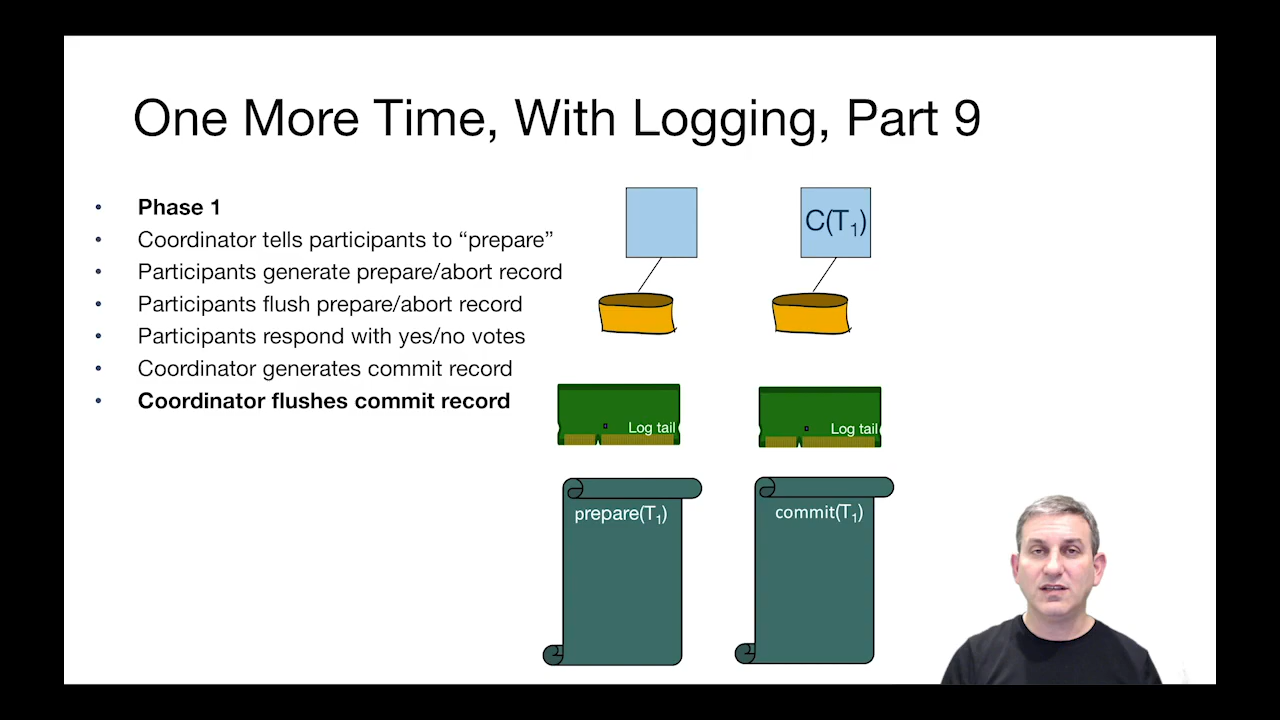 One More Time, With Logging, Part 9
• Phase 1
• Coordinator tells participants to “prepare”
• Participants generate prepare/abort record
• Participants flush prepare/abort record
• Participants respond with yes/no votes
• Coordinator generates commit record
• Coordinator flushes commit record
C(T₁)
Log tail
Log tail
prepare(T₁)
commit(T₁)